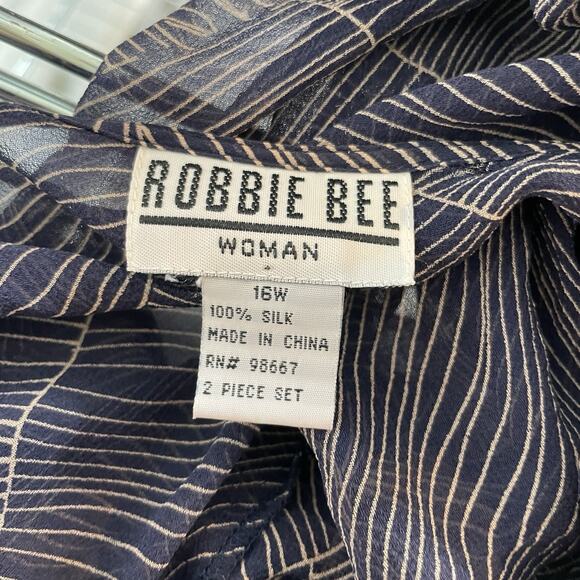 ROBBIE BEE
WOMAN
16W
100% SILK
MADE IN CHINA
RN# 98667
2 PIECE SET